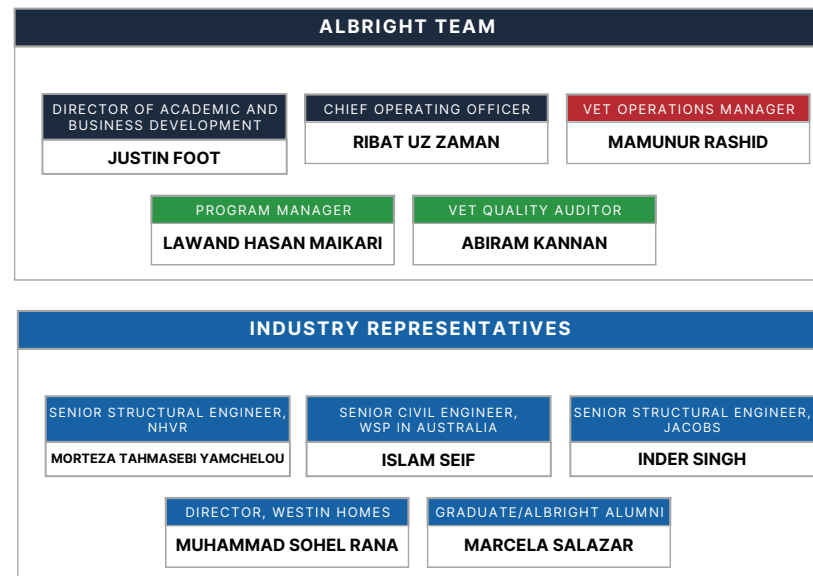 ALBRIGHT TEAM
DIRECTOR OF ACADEMIC AND
BUSINESS DEVELOPMENT
JUSTIN FOOT
CHIEF OPERATING OFFICER
RIBAT UZ ZAMAN
VET OPERATIONS MANAGER
MAMUNUR RASHID
PROGRAM MANAGER
LAWAND HASAN MAIKARI
VET QUALITY AUDITOR
ABIRAM KANNAN
INDUSTRY REPRESENTATIVES
SENIOR STRUCTURAL ENGINEER,
NHVR
MORTEZA TAHMASEBI YAMCHELOU
SENIOR CIVIL ENGINEER,
WSP IN AUSTRALIA
ISLAM SEIF
SENIOR STRUCTURAL ENGINEER,
JACOBS
INDER SINGH
DIRECTOR, WESTIN HOMES
MUHAMMAD SOHEL RANA
GRADUATE/ALBRIGHT ALUMNI
MARCELA SALAZAR